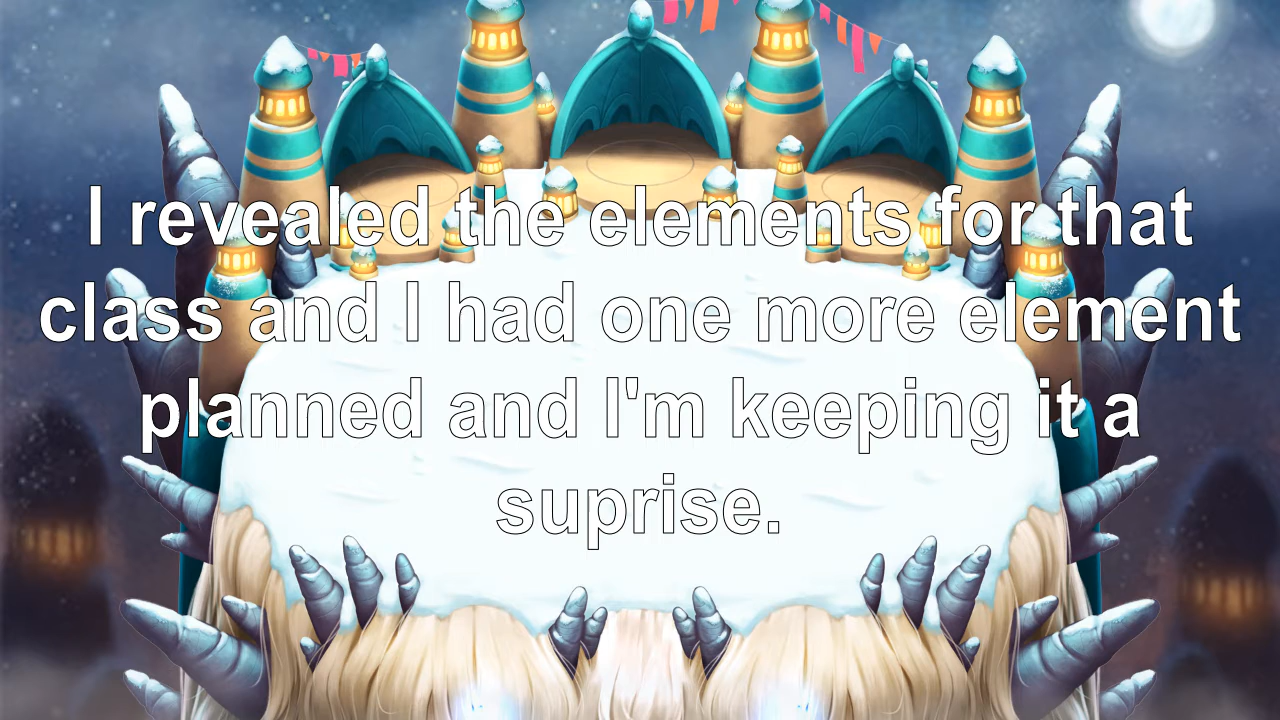 I revealed the elements for that
class and I had one more element
planned and I'm keeping it a
suprise.